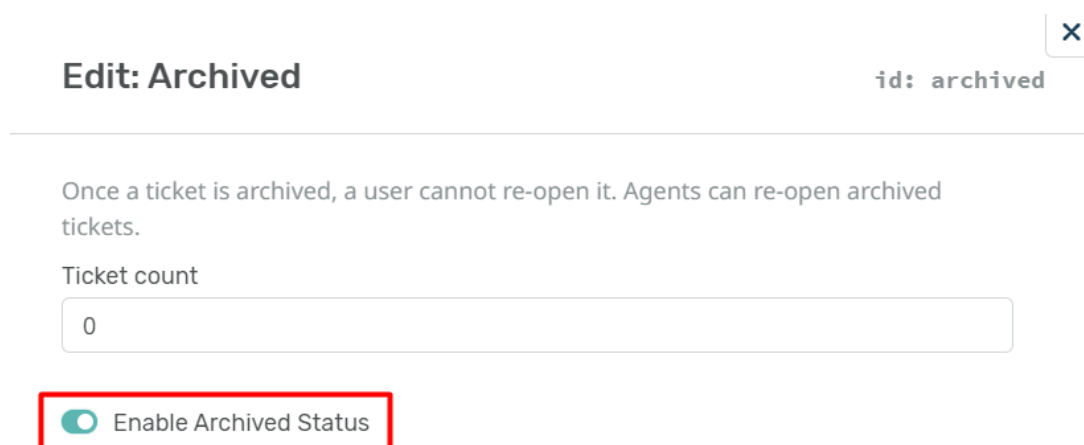 Edit: Archived
id: archived
Once a ticket is archived, a user cannot re-open it. Agents can re-open archived
tickets.
Ticket count
0
Enable Archived Status